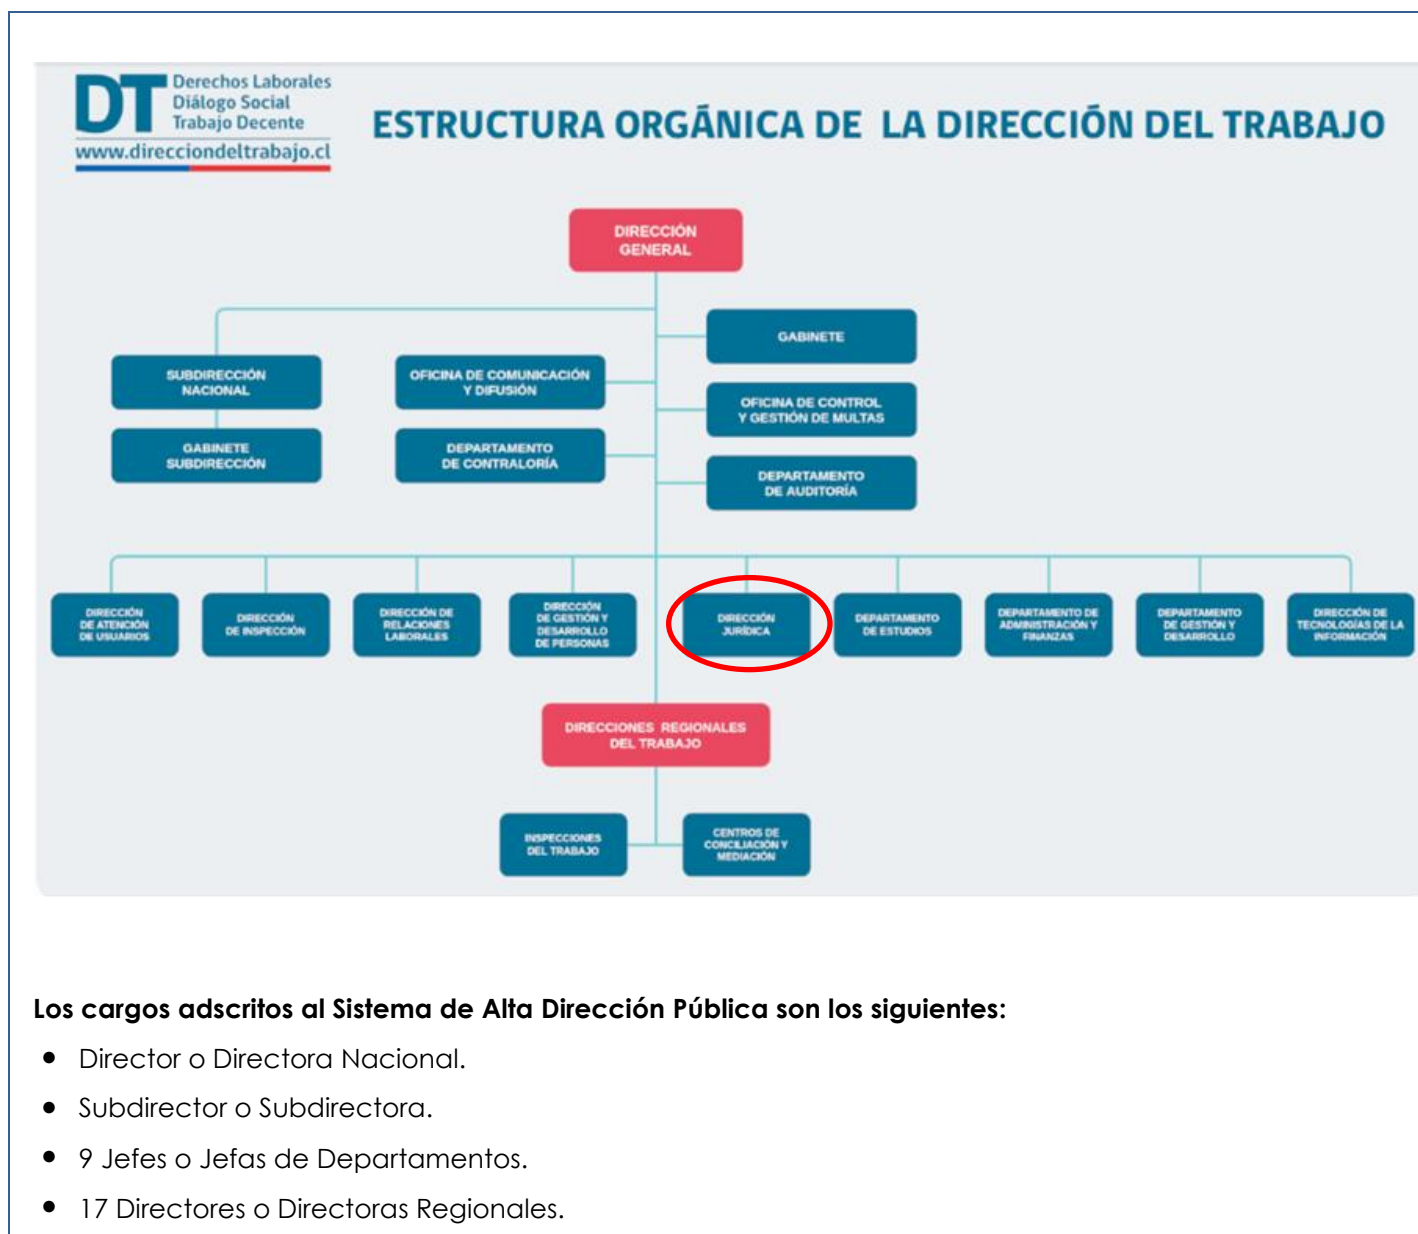 DT
Derechos Laborales
Diálogo Social
Trabajo Decente
www.direcciondeltrabajo.cl
ESTRUCTURA ORGÁNICA DE LA DIRECCIÓN DEL TRABAJO
DIRECCIÓN
GENERAL
GABINETE
SUBDIRECCIÓN
NACIONAL
OFICINA DE COMUNICACIÓN
Y DIFUSIÓN
OFICINA DE CONTROL
Y GESTIÓN DE MULTAS
GABINETE
SUBDIRECCIÓN
DEPARTAMENTO
DE CONTRALORÍA
DEPARTAMENTO
DE AUDITORÍA
DIRECCIÓN
DE ATENCIÓN
DE USUARIOS
DIRECCIÓN
DE INSPECCIÓN
DIRECCIÓN DE
RELACIONES
LABORALES
DIRECCIÓN
DE GESTIÓN Y
DESARROLLO
DE PERSONAS
DIRECCIÓN
JURÍDICA
DEPARTAMENTO
DE ESTUDIOS
DEPARTAMENTO DE
ADMINISTRACIÓN Y
FINANZAS
DEPARTAMENTO
DE GESTIÓN Y
DESARROLLO
DIRECCIÓN DE
TECNOLOGÍAS DE LA
INFORMACIÓN
DIRECCIONES REGIONALES
DEL TRABAJO
INSPECCIONES
DEL TRABAJO
CENTROS DE
CONCILIACIÓN Y
MEDIACIÓN
Los cargos adscritos al Sistema de Alta Dirección Pública son los siguientes:
• Director o Directora Nacional.
• Subdirector o Subdirectora.
• 9 Jefes o Jefas de Departamentos.
• 17 Directores o Directoras Regionales.